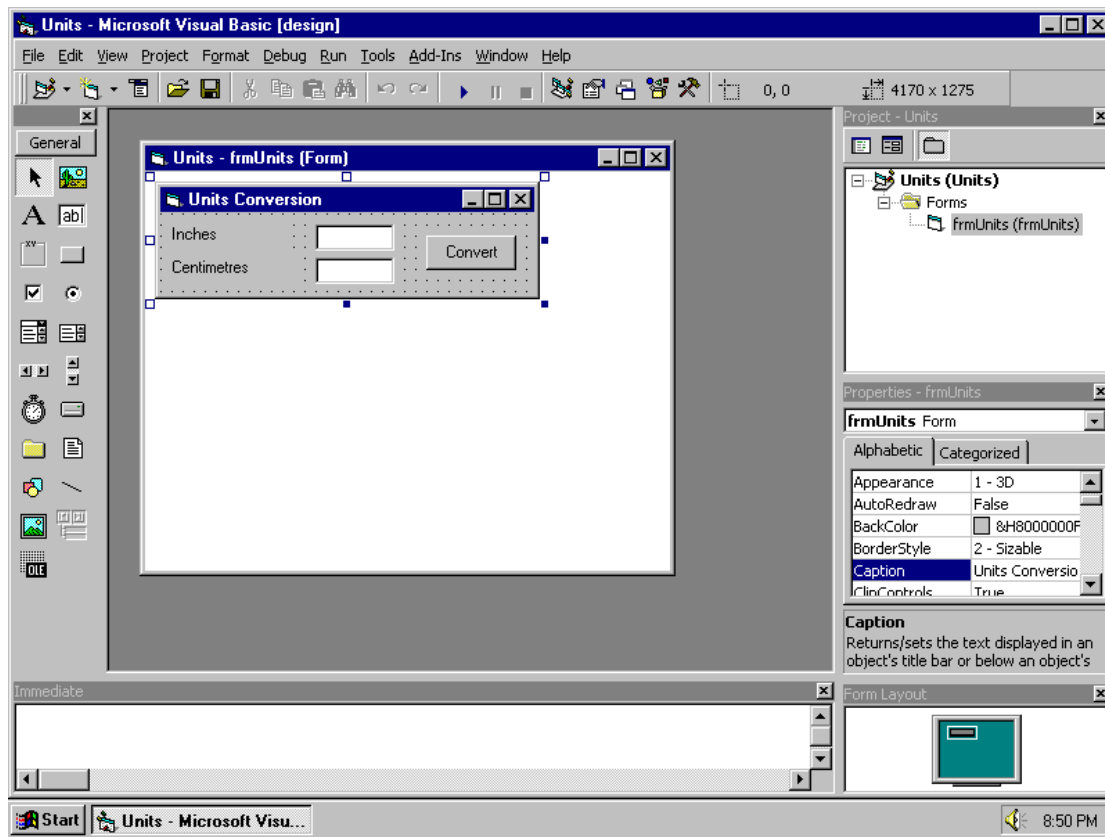 Units - Microsoft Visual Basic [design]
File Edit View Project Format Debug Run Tools Add-Ins Window Help
0, 0
4170 x 1275
General
A
ab|
xv
OLE
Units - frmUnits (Form)
Units Conversion
Inches
Centimetres
Convert
Project - Units
Units (Units)
Forms
frmUnits (frmUnits)
Properties - frmUnits
frmUnits Form
Alphabetic Categorized
Appearance 1 - 3D
AutoRedraw False
BackColor &H8000000F
BorderStyle 2 - Sizable
Caption Units Conversio
ClipControls True
Caption
Returns/sets the text displayed in an
object's title bar or below an object's
Immediate
Form Layout
Start
Units - Microsoft Visu...
8:50 PM